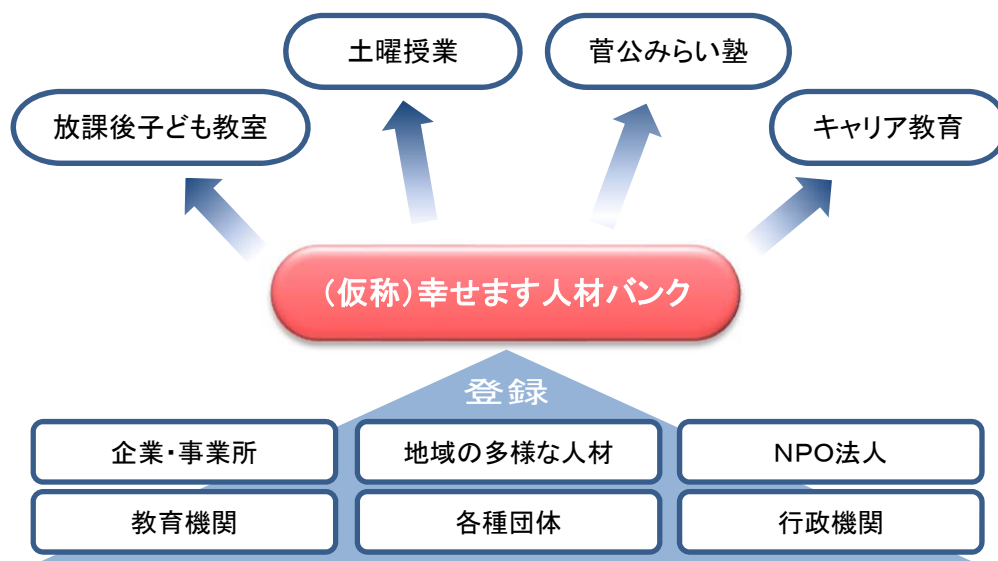 土曜授業
菅公みらい塾
放課後子ども教室
キャリア教育
（仮称）幸せます人材バンク
登録
企業・事業所
地域の多様な人材
NPO法人
教育機関
各種団体
行政機関